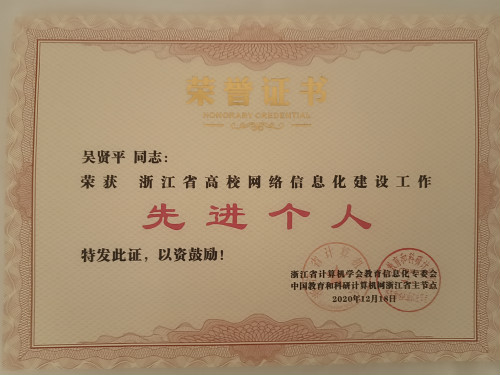 荣誉证书
HONORARY CREDENTIAL
吴贤平 同志：
荣获 浙江省高校网络信息化建设工作
先进个人
特发此证，以资鼓励！
浙江省计算机学会教育信息化专委会
中国教育和科研计算机网浙江省主节点
2020年12月18日